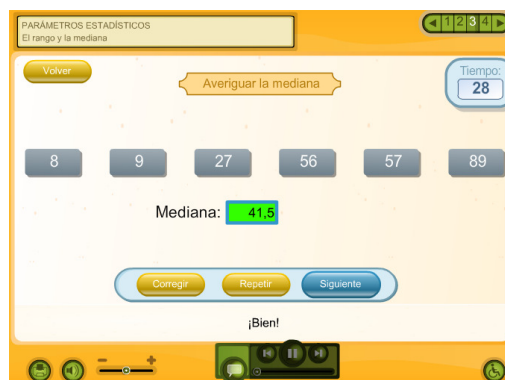 PARÁMETROS ESTADÍSTICOS
El rango y la mediana
1 2 3 4
Volver
Averiguar la mediana
Tiempo:
28
8 9 27 56 57 89
Mediana: 41,5
Corregir Repetir Siguiente
¡Bien!